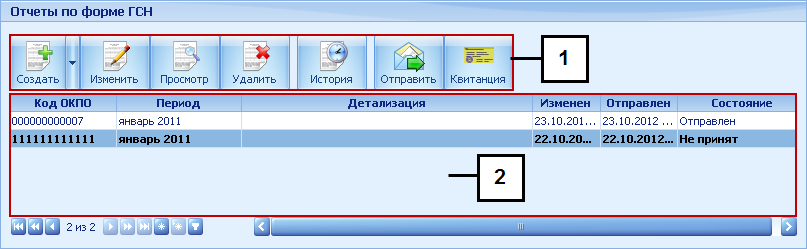 Отчеты по форме ГСН
Создать Изменить Просмотр Удалить История Отправить Квитанция
1
Код ОКПО Период Детализация Изменен Отправлен Состояние
000000000007 январь 2011 23.10.201... 23.10.2012 ... Отправлен
111111111111 январь 2011 22.10.20... 22.10.2012... Не принят
2
2 из 2